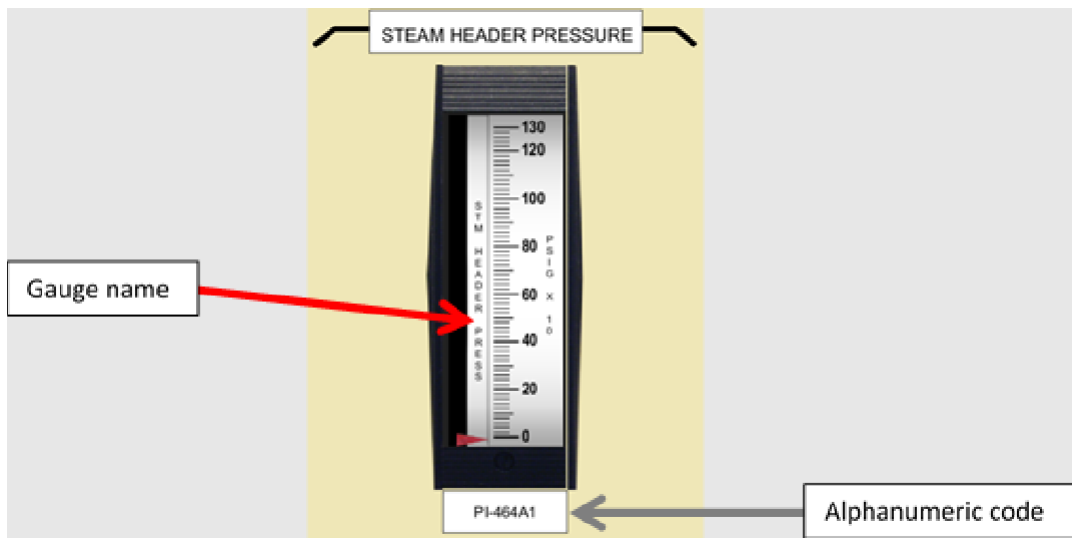 STEAM HEADER PRESSURE
130
120
100
80
60
40
20
0
STM HEADER PRESS
PSIG X 10
Gauge name
PI-464A1
Alphanumeric code